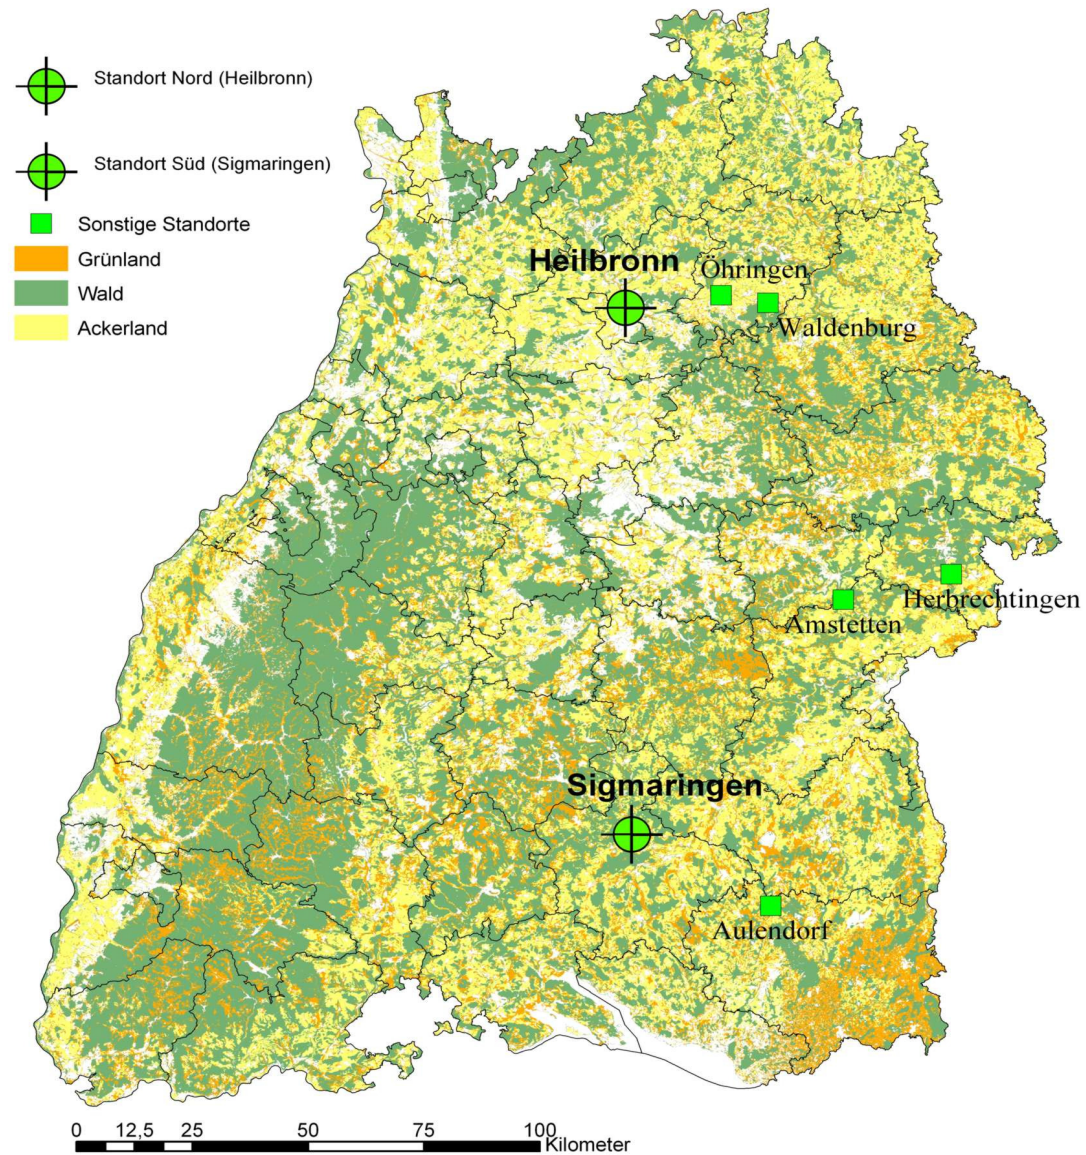 Standort Nord (Heilbronn)
Standort Süd (Sigmaringen)
Sonstige Standorte
Grünland
Wald
Ackerland
Heilbronn
Öhringen
Waldenburg
Herbrechtingen
Amstetten
Sigmaringen
Aulendorf
0 12,5 25 50 75 100
Kilometer